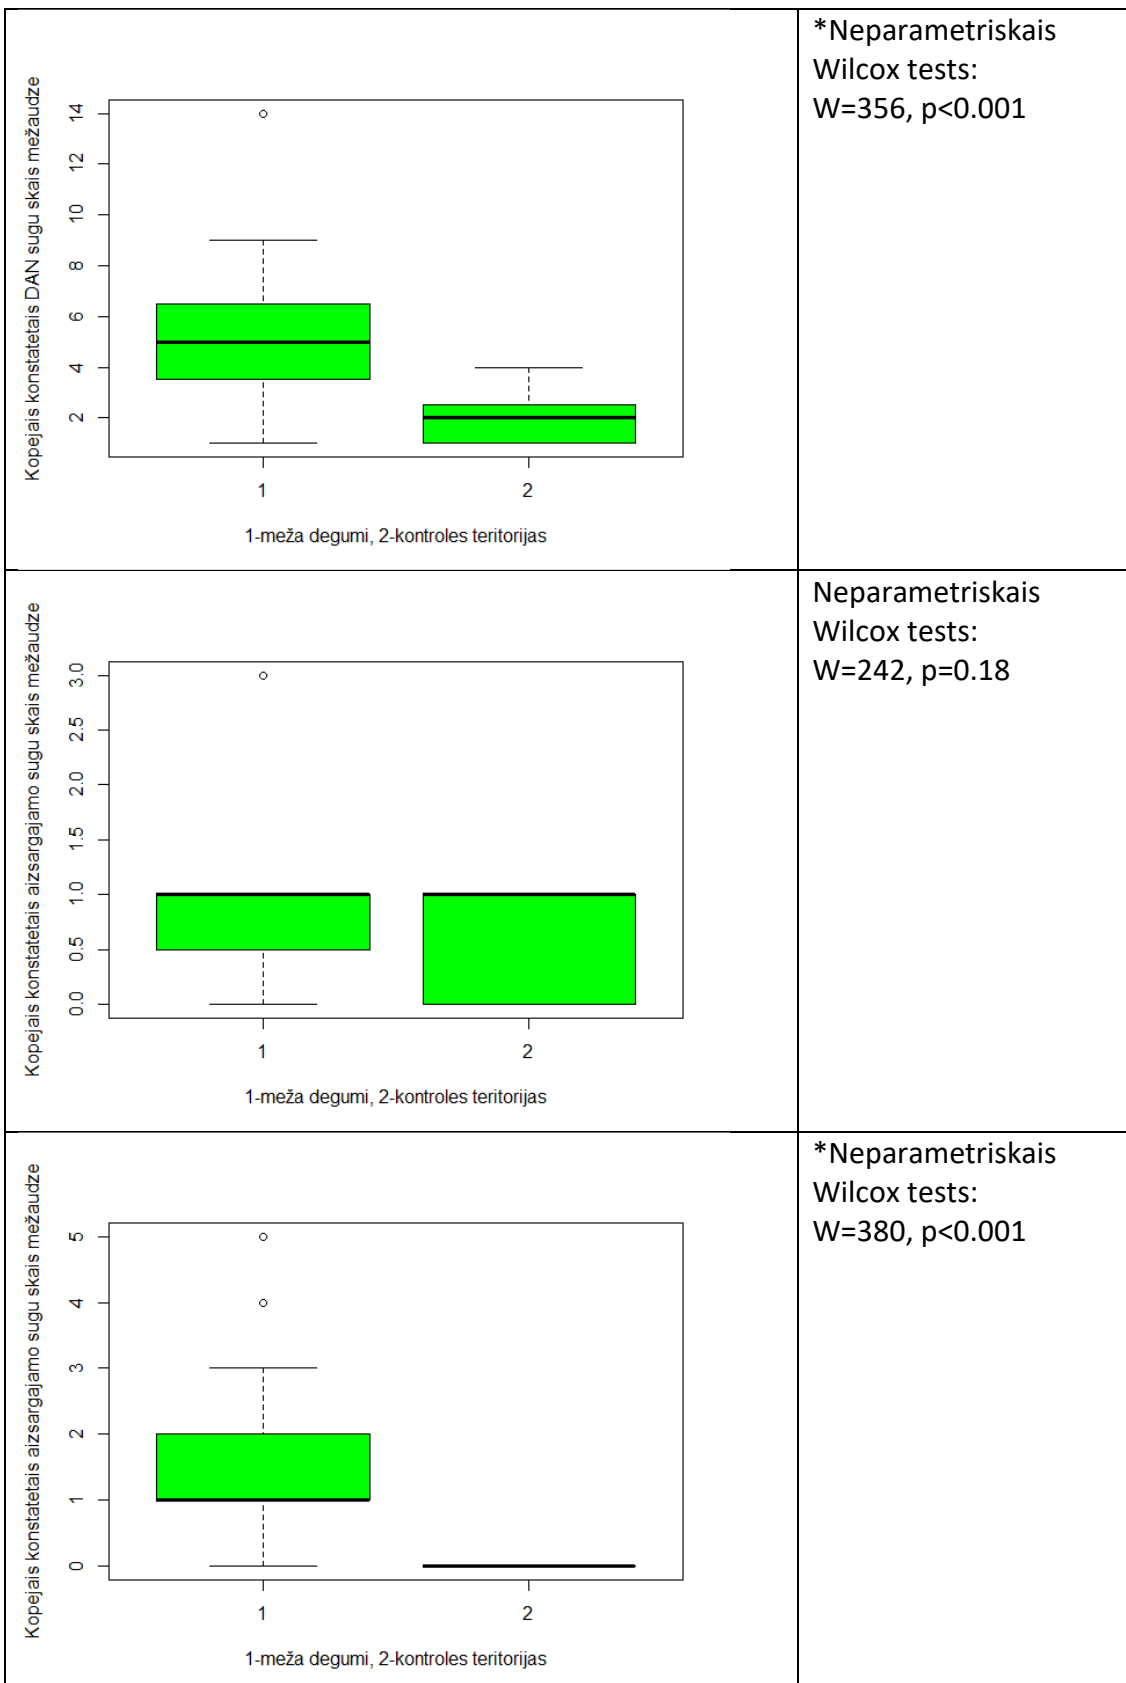 Kopejais konstatetais DAN sugu skais mežaudze
14
12
10
8
6
4
2
1
2
1-meža degumi, 2-kontroles teritorijas
*Neparametriskais
Wilcox tests:
W=356, p<0.001
Kopejais konstatetais aizsargajamo sugu skais mežaudze
3.0
2.5
2.0
1.5
1.0
0.5
0.0
1
2
1-meža degumi, 2-kontroles teritorijas
Neparametriskais
Wilcox tests:
W=242, p=0.18
Kopejais konstatetais aizsargajamo sugu skais mežaudze
5
4
3
2
1
0
1
2
1-meža degumi, 2-kontroles teritorijas
*Neparametriskais
Wilcox tests:
W=380, p<0.001